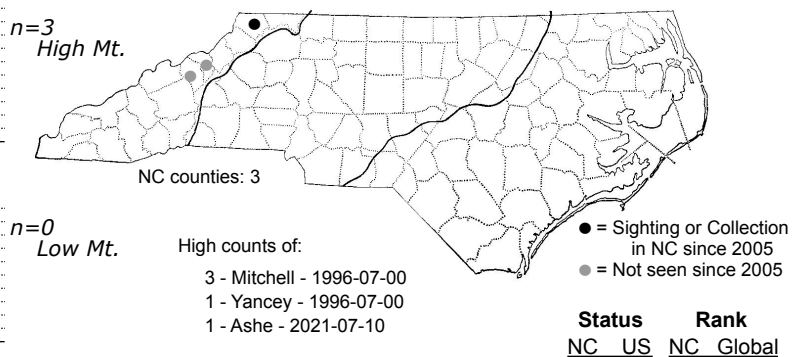 n=3
High Mt.
NC counties: 3
n=0
Low Mt.
High counts of:
3 - Mitchell - 1996-07-00
1 - Yancey - 1996-07-00
1 - Ashe - 2021-07-10
● = Sighting or Collection
in NC since 2005
● = Not seen since 2005
Status Rank
NC US NC Global